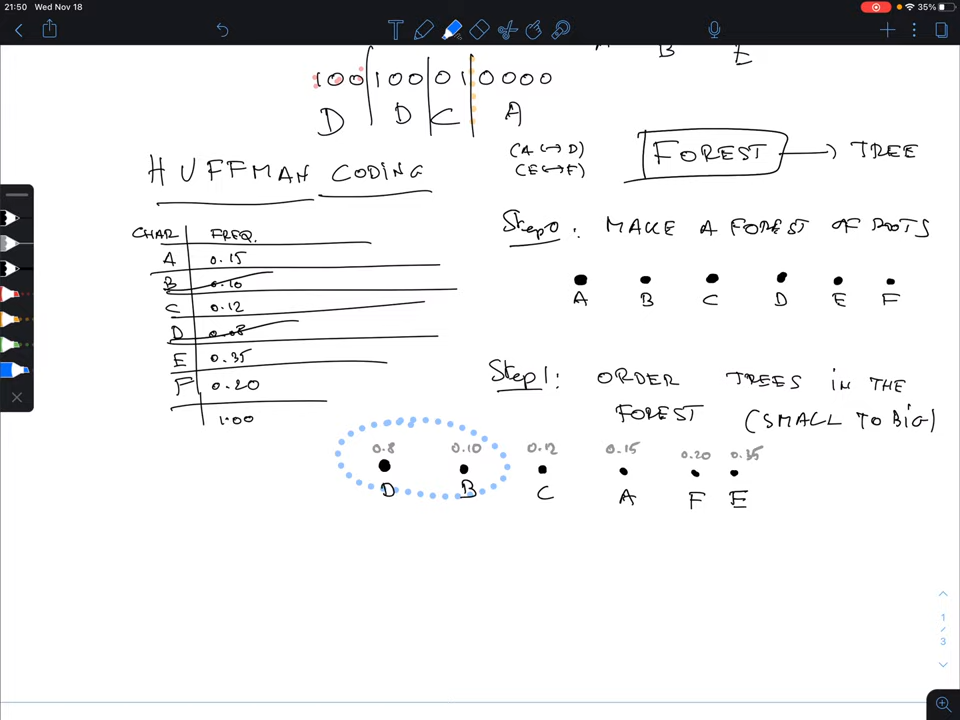 21:50 Wed Nov 18
35%
B E
100 100 01 0000
D D C A
HUFFMAN CODING
(A↔D)
(E↔F)
FOREST → TREE
CHAR FREQ.
A 0.15
B 0.10
C 0.12
D 0.08
E 0.35
F 0.20
1.00
Step0: MAKE A FOREST OF ROOTS
A B C D E F
Step1: ORDER TREES IN THE
FOREST (SMALL TO BIG)
0.8 0.10 0.12 0.15 0.20 0.35
D B C A F E
1
/
3